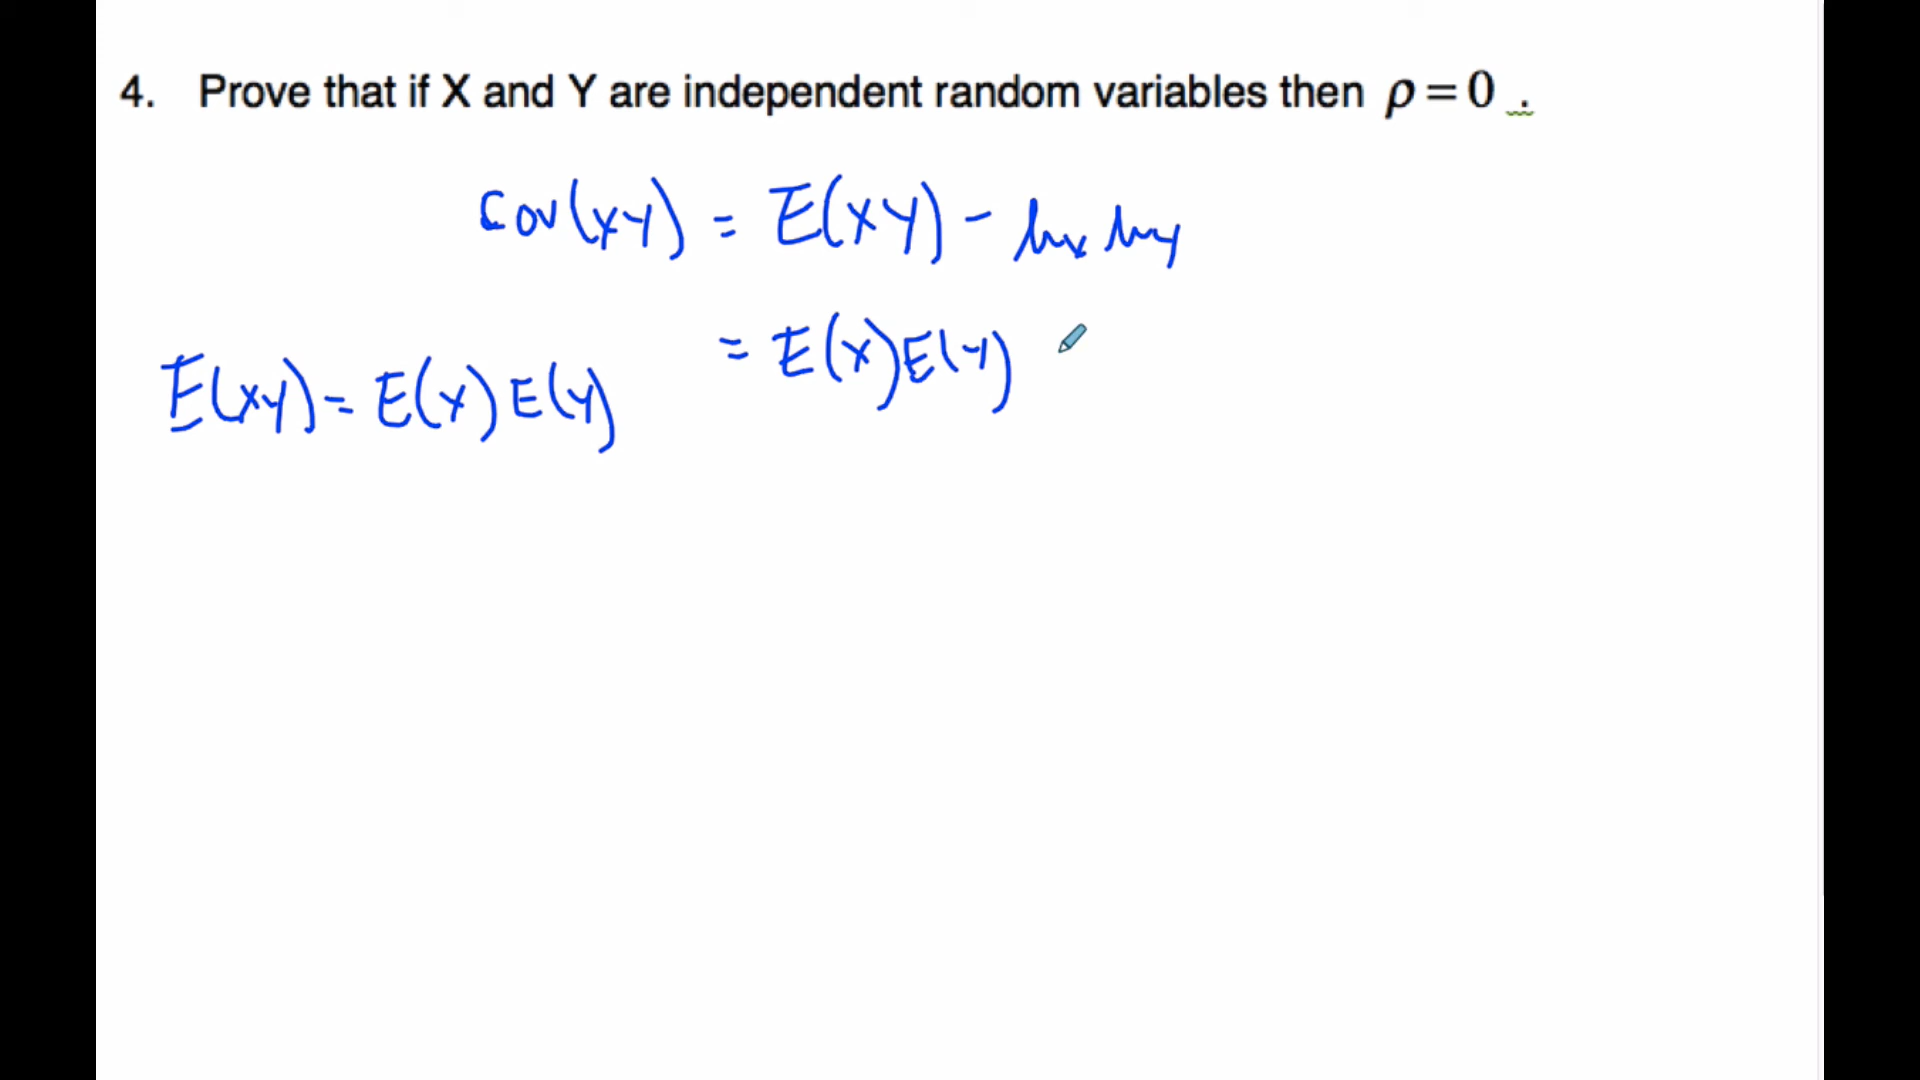 4. Prove that if X and Y are independent random variables then ρ = 0 .
Cov(XY) = E(XY) - μx μy
= E(X)E(Y)
E(XY) = E(X) E(Y)